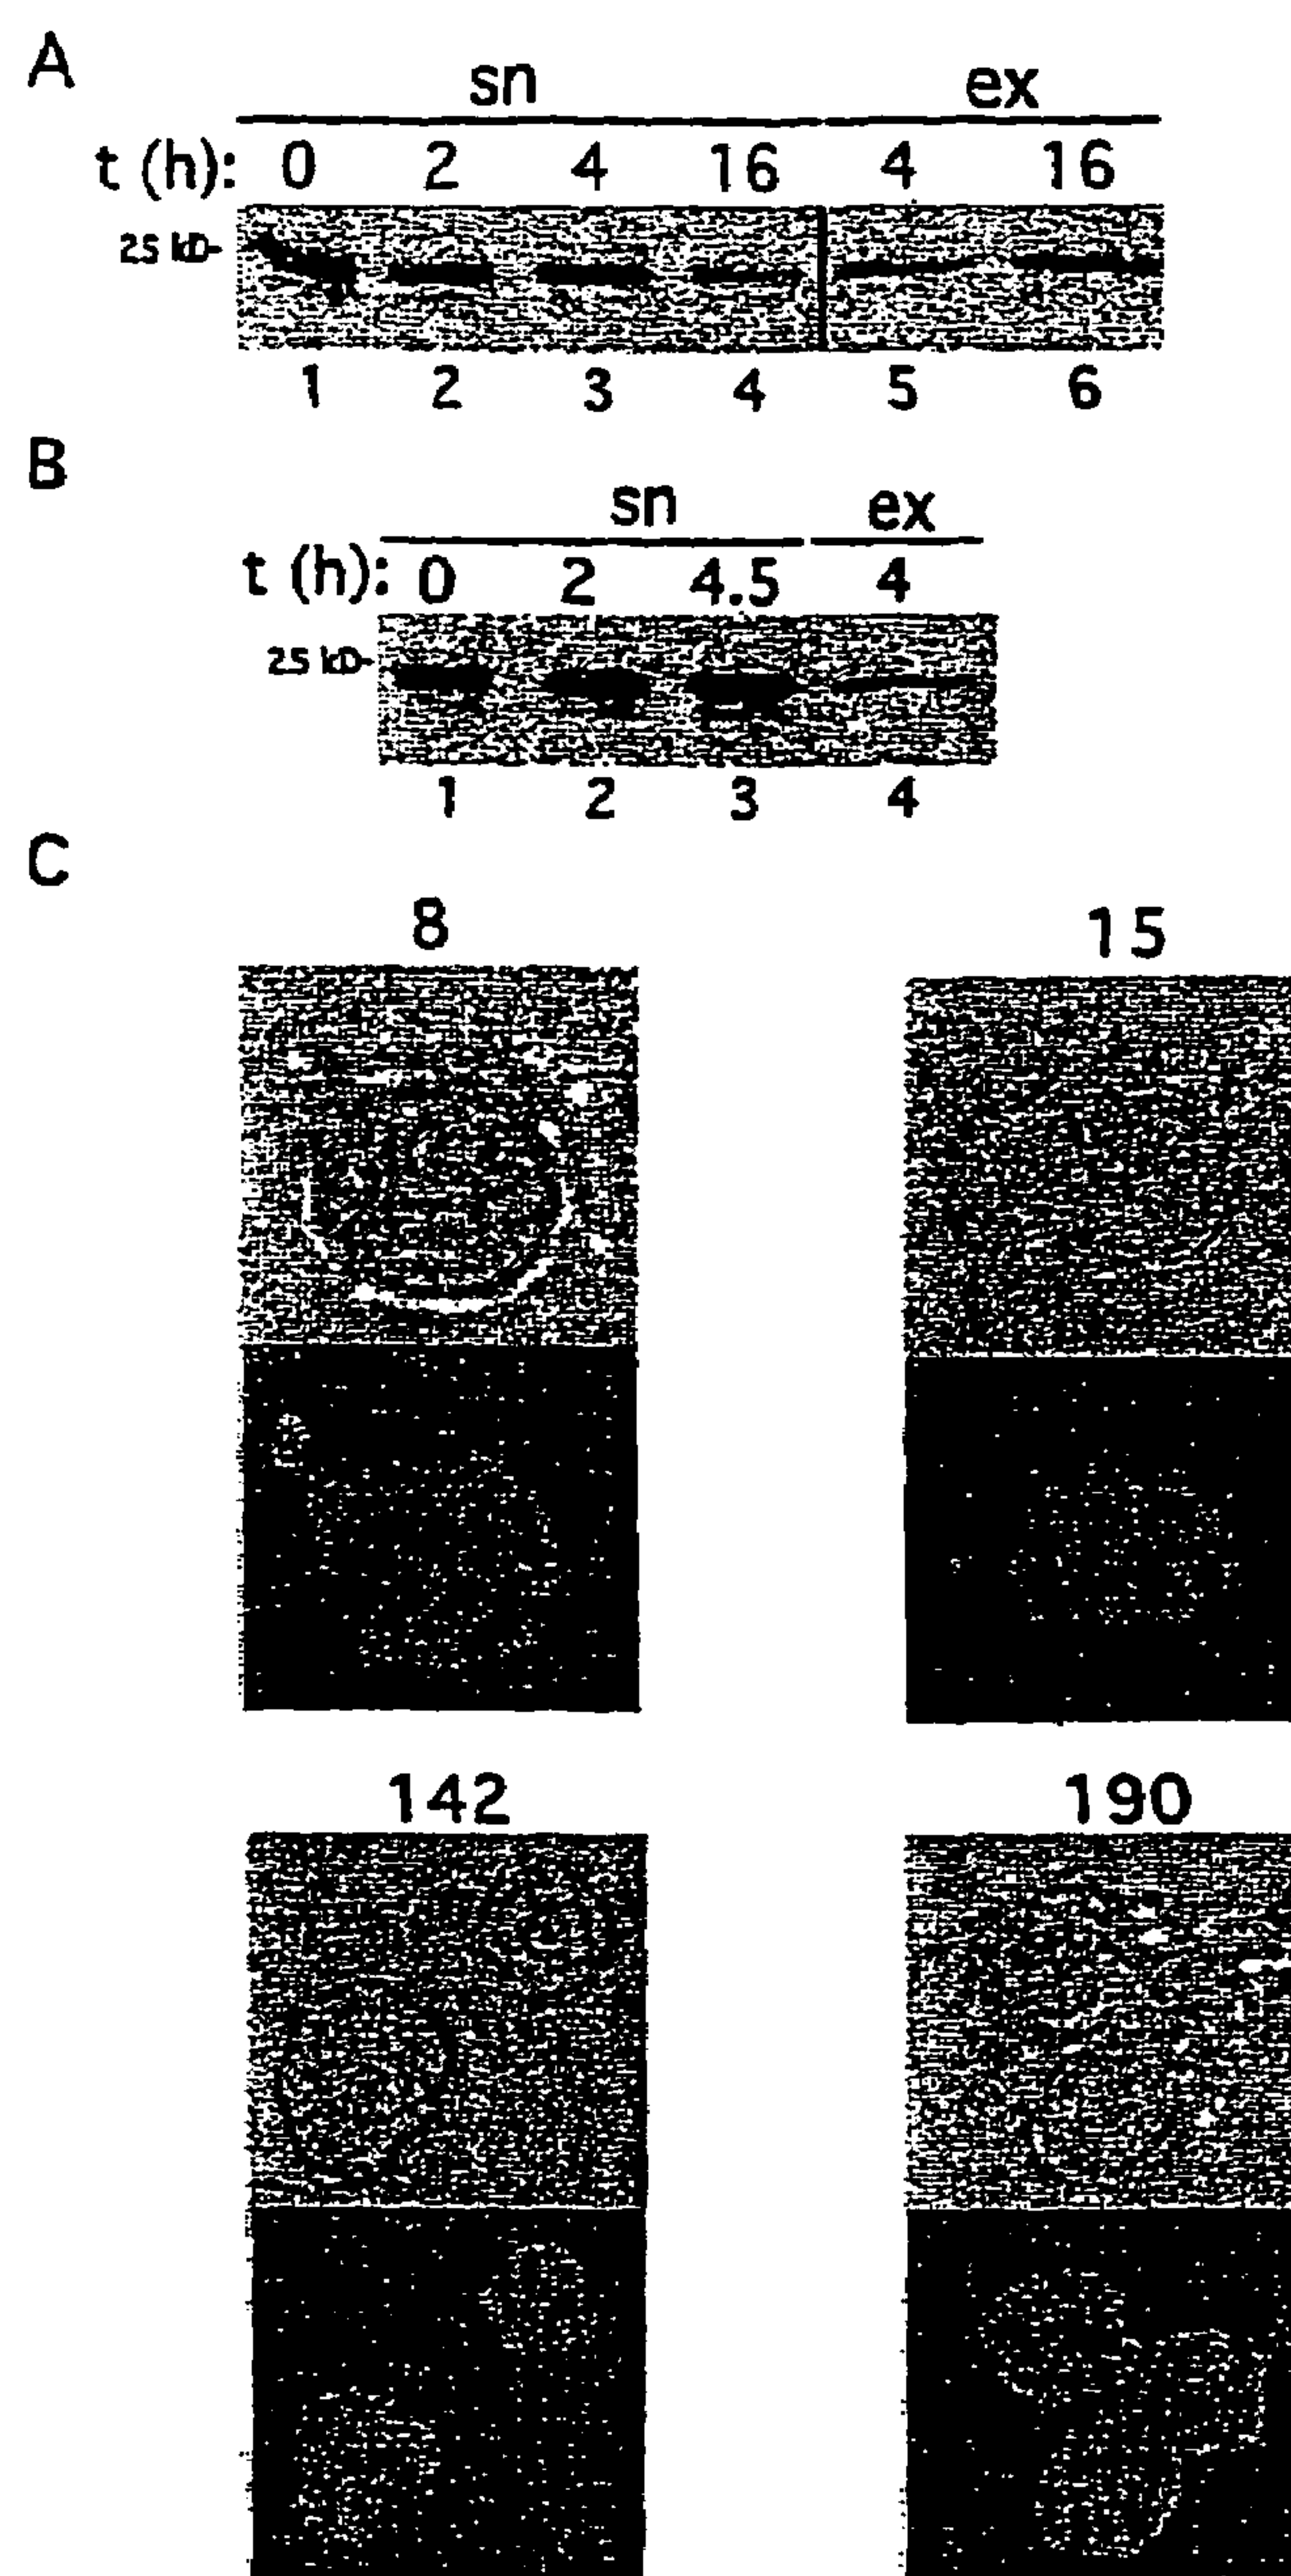 A
sn ex
t (h): 0 2 4 16 4 16
25 kD-
1 2 3 4 5 6
B
sn ex
t (h): 0 2 4.5 4
25 kD-
1 2 3 4
C
8 15
142 190